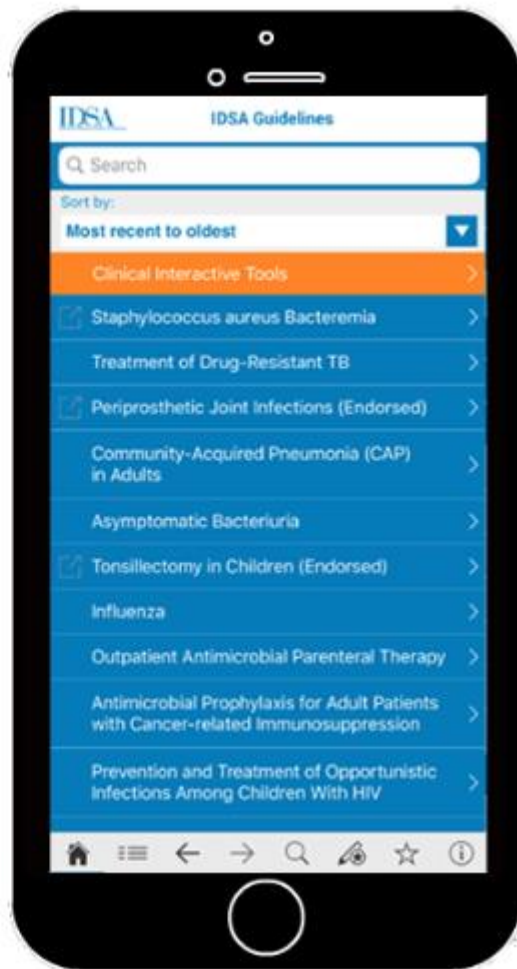 IDSA
IDSA Guidelines
Search
Sort by:
Most recent to oldest
Clinical Interactive Tools
Staphylococcus aureus Bacteremia
Treatment of Drug-Resistant TB
Periprosthetic Joint Infections (Endorsed)
Community-Acquired Pneumonia (CAP)
in Adults
Asymptomatic Bacteriuria
Tonsillectomy in Children (Endorsed)
Influenza
Outpatient Antimicrobial Parenteral Therapy
Antimicrobial Prophylaxis for Adult Patients
with Cancer-related Immunosuppression
Prevention and Treatment of Opportunistic
Infections Among Children With HIV